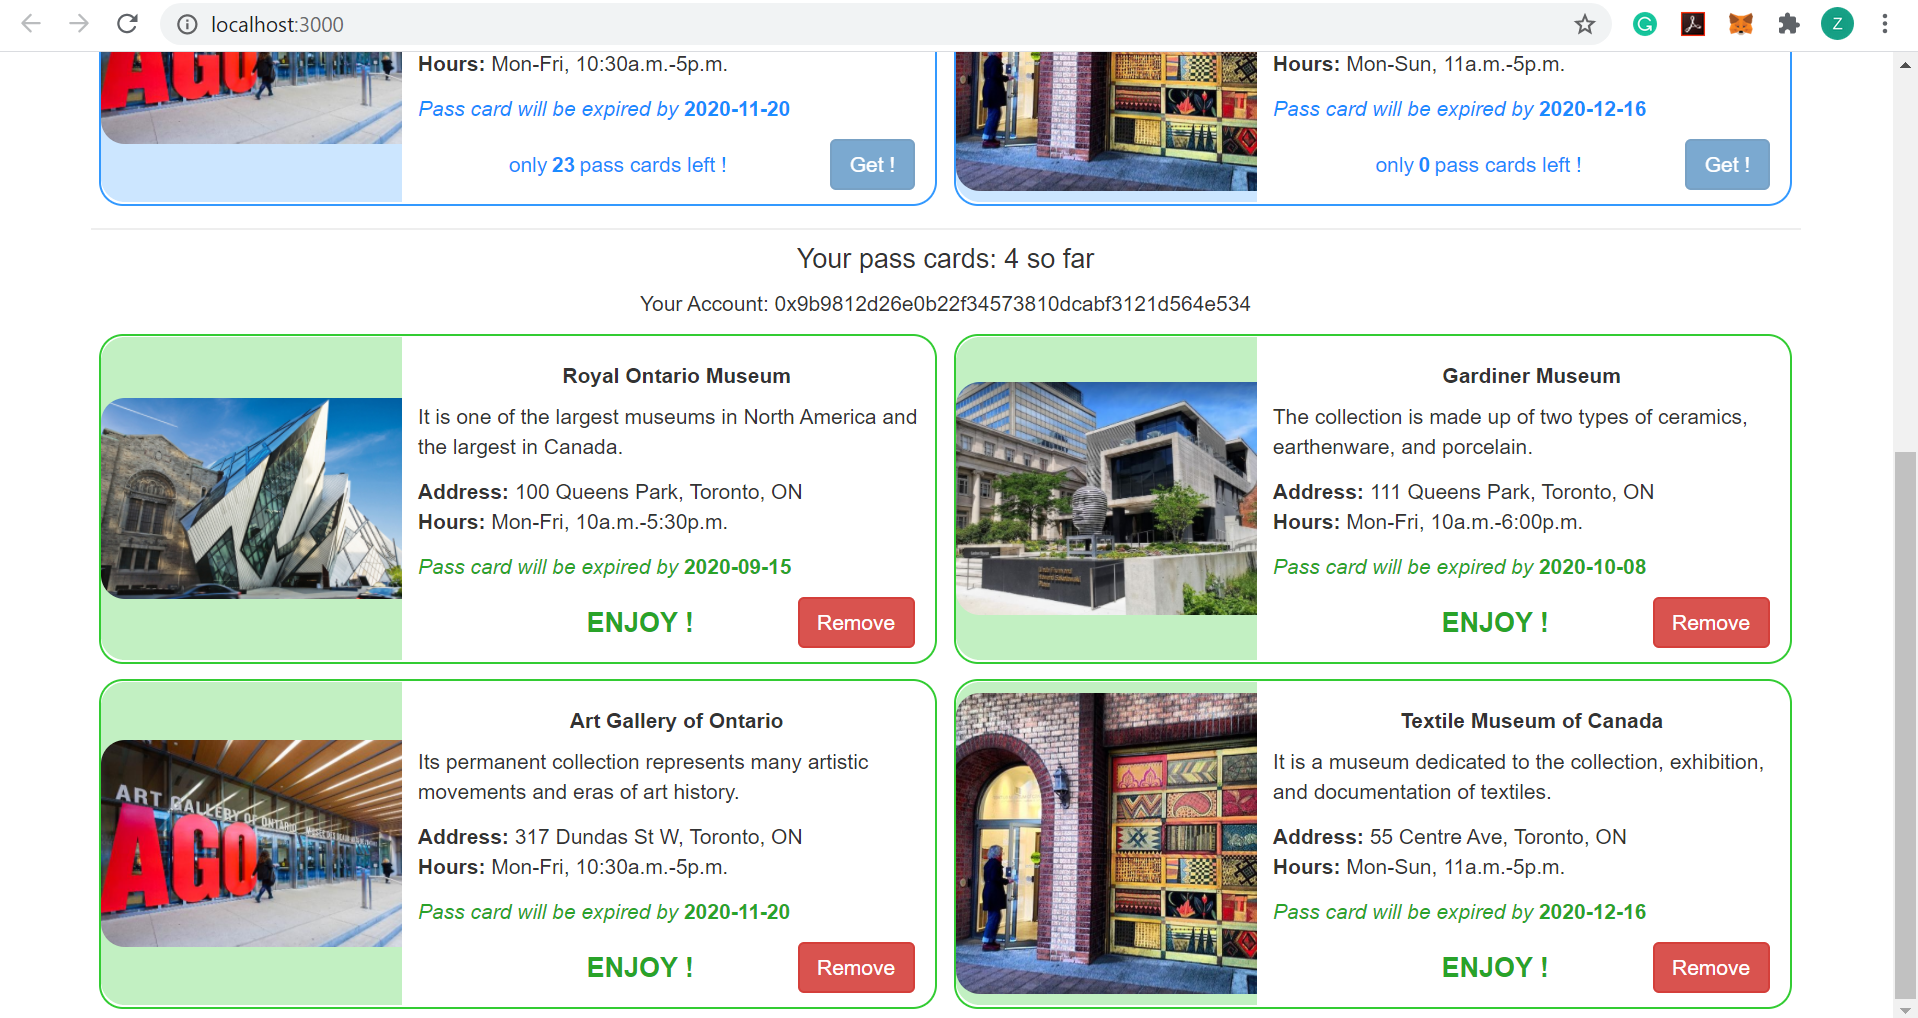 localhost:3000
Z
AGO
Hours: Mon-Fri, 10:30a.m.-5p.m.
Pass card will be expired by 2020-11-20
only 23 pass cards left !
Get !
Hours: Mon-Sun, 11a.m.-5p.m.
Pass card will be expired by 2020-12-16
only 0 pass cards left !
Get !
Your pass cards: 4 so far
Your Account: 0x9b9812d26e0b22f34573810dcabf3121d564e534
Royal Ontario Museum
It is one of the largest museums in North America and
the largest in Canada.
Address: 100 Queens Park, Toronto, ON
Hours: Mon-Fri, 10a.m.-5:30p.m.
Pass card will be expired by 2020-09-15
ENJOY !
Remove
Gardiner Museum
The collection is made up of two types of ceramics,
earthenware, and porcelain.
Address: 111 Queens Park, Toronto, ON
Hours: Mon-Fri, 10a.m.-6:00p.m.
Pass card will be expired by 2020-10-08
ENJOY !
Remove
ART GALLERY OF ONTARIO
AGO
Art Gallery of Ontario
Its permanent collection represents many artistic
movements and eras of art history.
Address: 317 Dundas St W, Toronto, ON
Hours: Mon-Fri, 10:30a.m.-5p.m.
Pass card will be expired by 2020-11-20
ENJOY !
Remove
Textile Museum of Canada
It is a museum dedicated to the collection, exhibition,
and documentation of textiles.
Address: 55 Centre Ave, Toronto, ON
Hours: Mon-Sun, 11a.m.-5p.m.
Pass card will be expired by 2020-12-16
ENJOY !
Remove